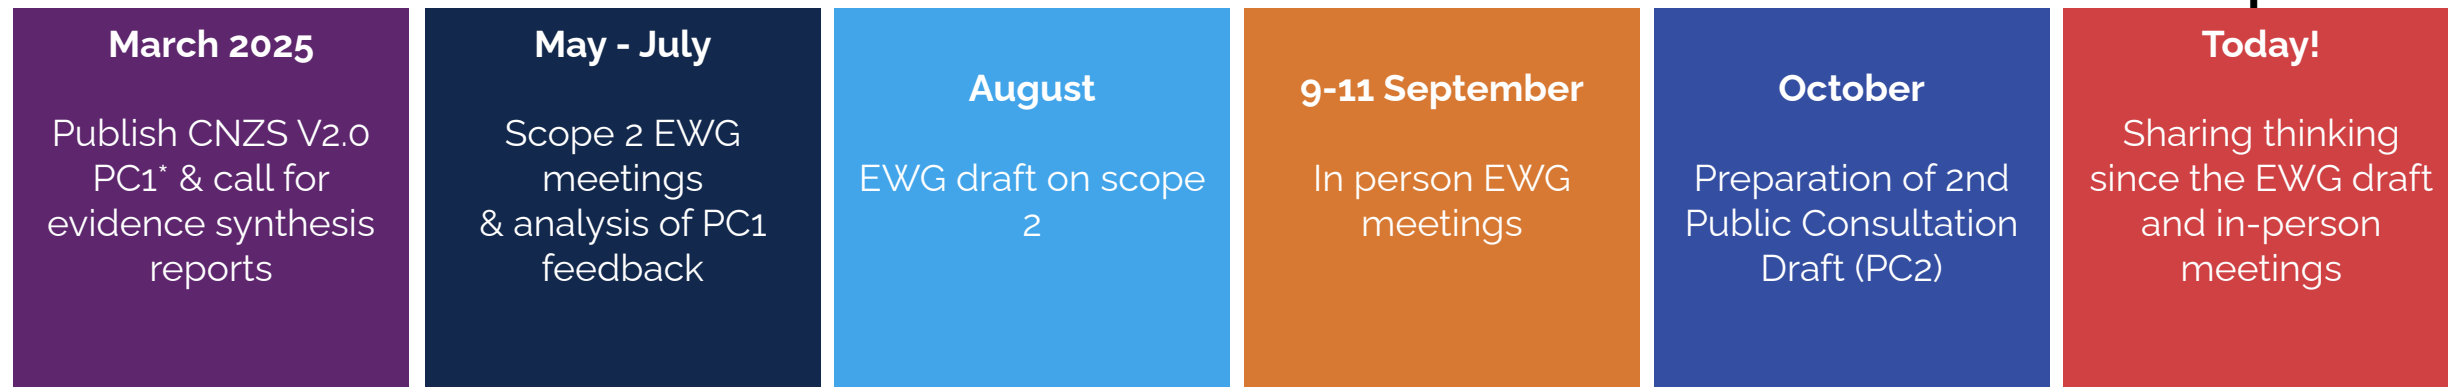 March 2025
Publish CNZS V2.0
PC1* & call for
evidence synthesis
reports
May - July
Scope 2 EWG
meetings
& analysis of PC1
feedback
August
EWG draft on scope
2
9-11 September
In person EWG
meetings
October
Preparation of 2nd
Public Consultation
Draft (PC2)
Today!
Sharing thinking
since the EWG draft
and in-person
meetings